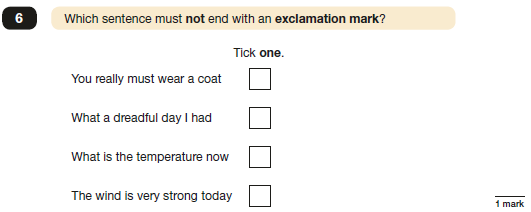 6 Which sentence must not end with an exclamation mark?
Tick one.
You really must wear a coat
What a dreadful day I had
What is the temperature now
The wind is very strong today
1 mark